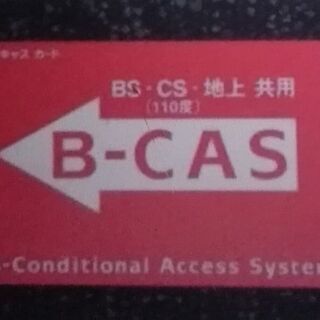 キャス カード
BS・CS・地上 共用
(110度)
B-CAS
-Conditional Access System